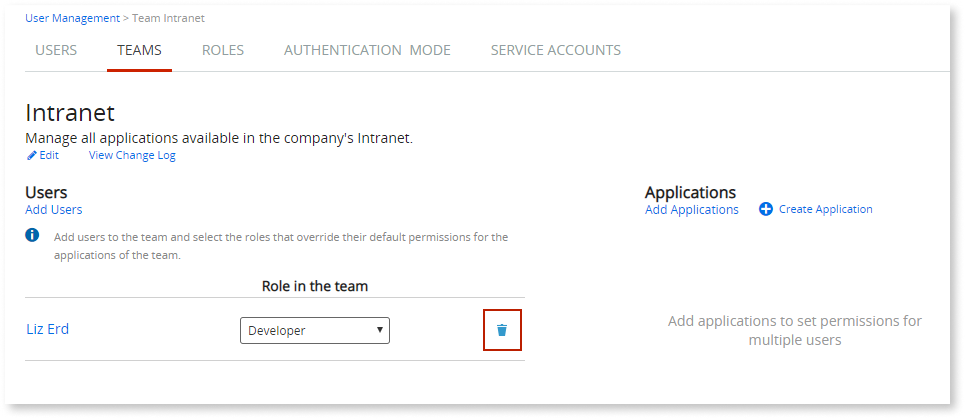 User Management > Team Intranet
USERS TEAMS ROLES AUTHENTICATION MODE SERVICE ACCOUNTS
Intranet
Manage all applications available in the company's Intranet.
Edit View Change Log
Users
Add Users
Add users to the team and select the roles that override their default permissions for the
applications of the team.
Role in the team
Liz Erd Developer
Applications
Add Applications Create Application
Add applications to set permissions for
multiple users